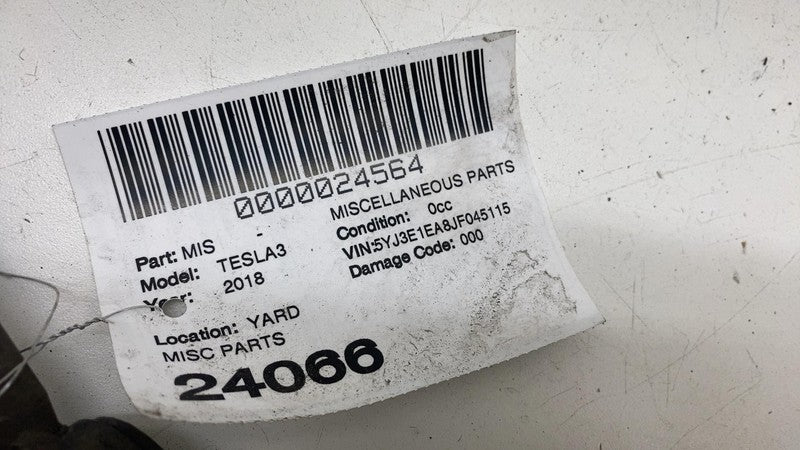 0000024564
Part: MIS - MISCELLANEOUS PARTS
Model: TESLA3 Condition: 0cc
Year: 2018 VIN:5YJ3E1EA8JF045115
Damage Code: 000
Location: YARD
MISC PARTS
24066